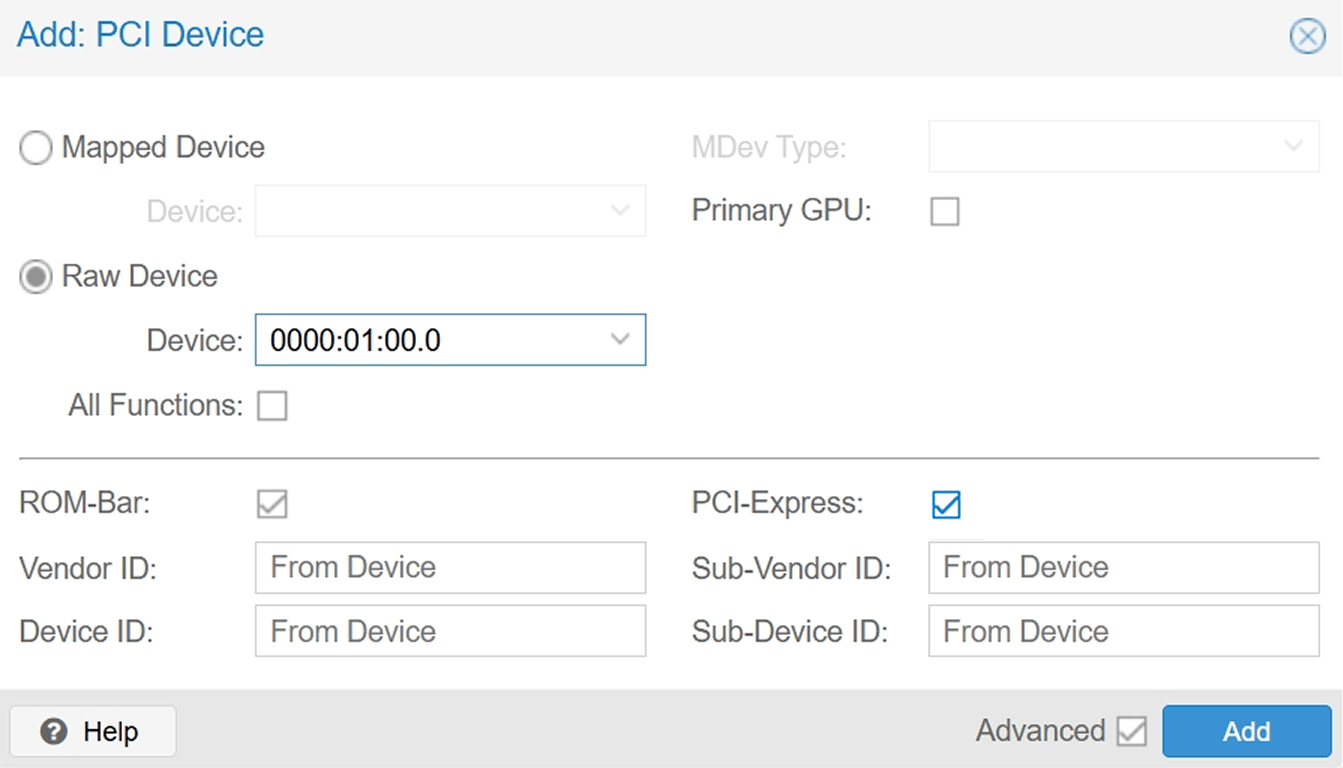 Add: PCI Device
Mapped Device
MDev Type:
Device:
Primary GPU:
Raw Device
Device: 0000:01:00.0
All Functions:
ROM-Bar:
PCI-Express:
Vendor ID: From Device
Sub-Vendor ID: From Device
Device ID: From Device
Sub-Device ID: From Device
Help
Advanced
Add